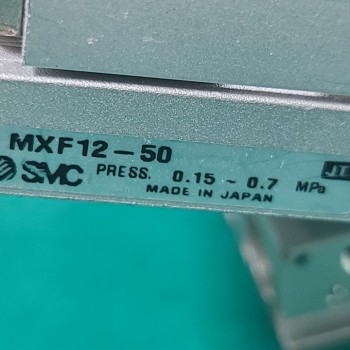 MXF12-50
SMC PRESS. 0.15 ~ 0.7 MPa
MADE IN JAPAN